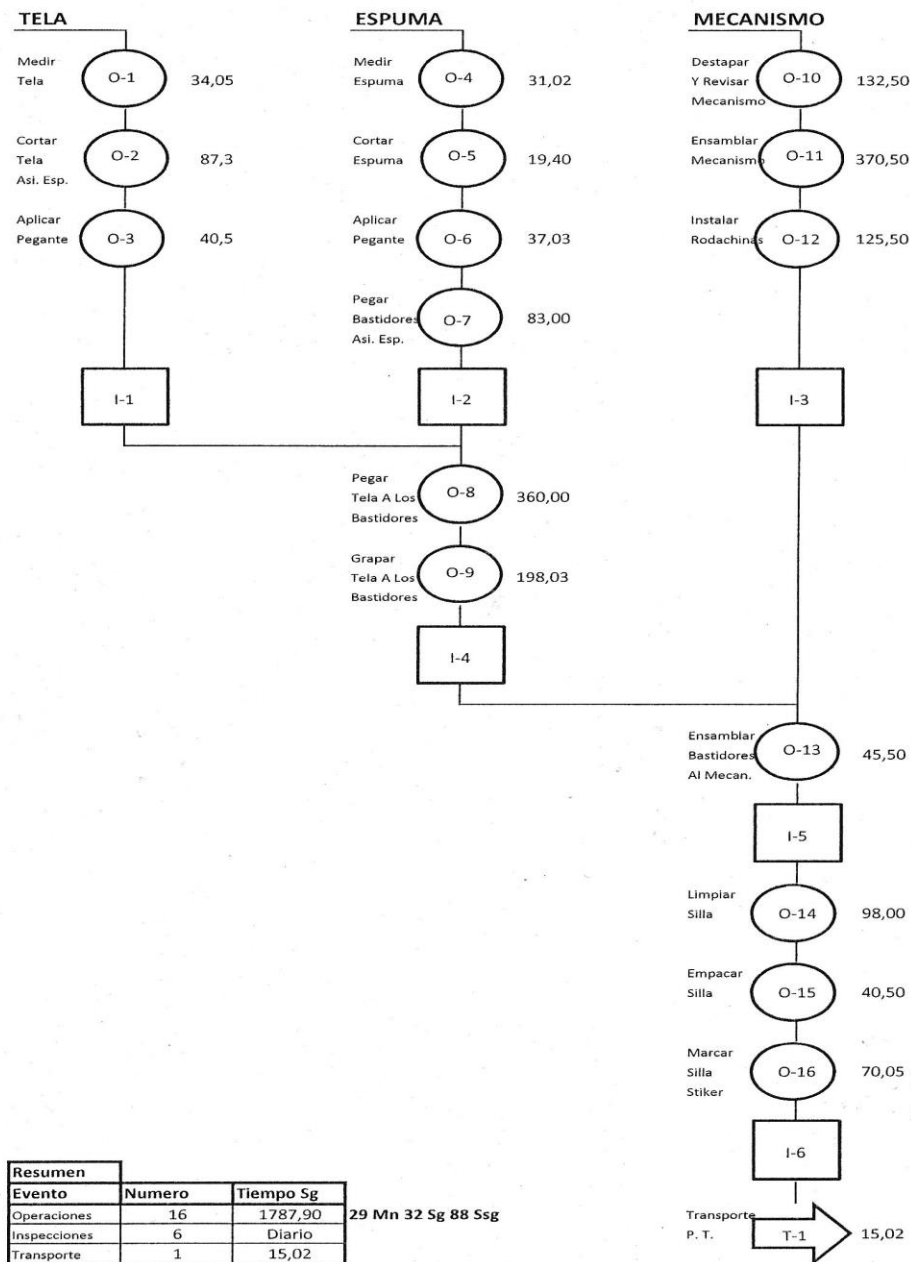 TELA
Medir
Tela
O-1
34,05
Cortar
Tela
Asi. Esp.
O-2
87,3
Aplicar
Pegante
O-3
40,5
I-1
ESPUMA
Medir
Espuma
O-4
31,02
Cortar
Espuma
O-5
19,40
Aplicar
Pegante
O-6
37,03
Pegar
Bastidores
Asi. Esp.
O-7
83,00
I-2
Pegar
Tela A Los
Bastidores
O-8
360,00
Grapar
Tela A Los
Bastidores
O-9
198,03
I-4
MECANISMO
Destapar
Y Revisar
Mecanismo
O-10
132,50
Ensamblar
Mecanismo
O-11
370,50
Instalar
Rodachinas
O-12
125,50
I-3
Ensamblar
Bastidores
Al Mecan.
O-13
45,50
I-5
Limpiar
Silla
O-14
98,00
Empacar
Silla
O-15
40,50
Marcar
Silla
Stiker
O-16
70,05
I-6
Transporte
P. T.
T-1
15,02
Resumen
Evento Numero Tiempo Sg
Operaciones 16 1787,90 29 Mn 32 Sg 88 Ssg
Inspecciones 6 Diario
Transporte 1 15,02